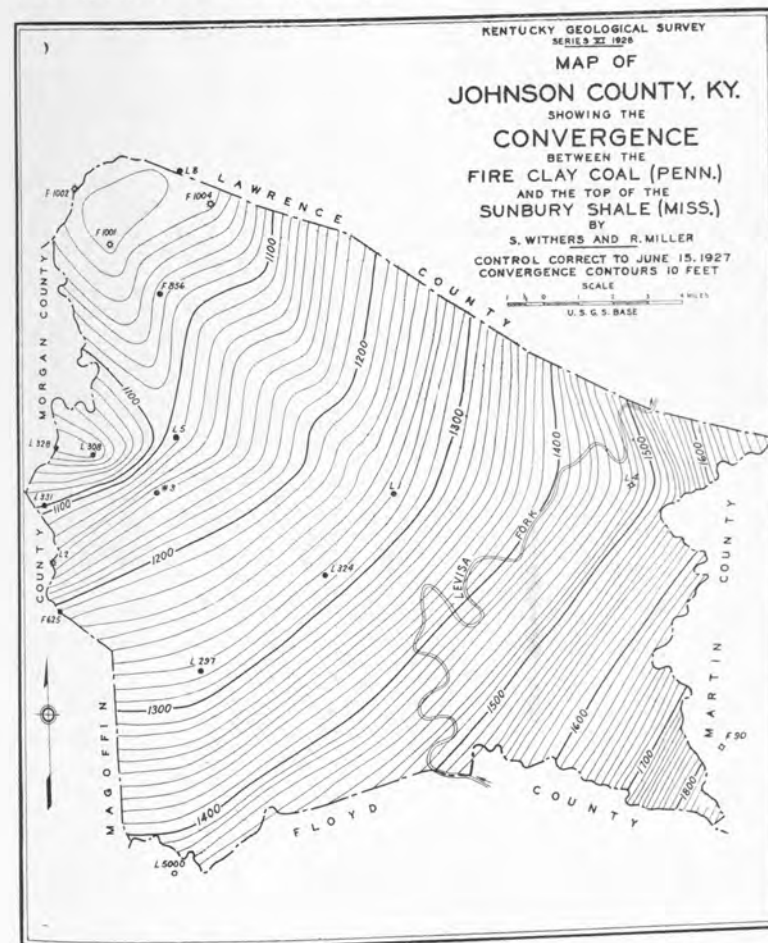 KENTUCKY GEOLOGICAL SURVEY
SERIES VI 1928
MAP OF
JOHNSON COUNTY, KY.
SHOWING THE
CONVERGENCE
BETWEEN THE
FIRE CLAY COAL (PENN.)
AND THE TOP OF THE
SUNBURY SHALE (MISS.)
BY
S. WITHERS AND R. MILLER
CONTROL CORRECT TO JUNE 15, 1927
CONVERGENCE CONTOURS 10 FEET
SCALE
4 MILES
U. S. G. S. BASE
L 8
LAWRENCE COUNTY
F 1002
F 1004
F 1001
1100
F 856
MORGAN COUNTY
1200
1100
1300
L 5
1400
1500
1600
L 328
L 308
L 331
1100
3
L 1
L A
MARTIN COUNTY
LEVISA FORK
1200
L 2
COUNTY
L 324
F 625
L 297
1300
1500
1600
MAGOFFIN
F 90
1700
1800
1400
FLOYD COUNTY
L 5000